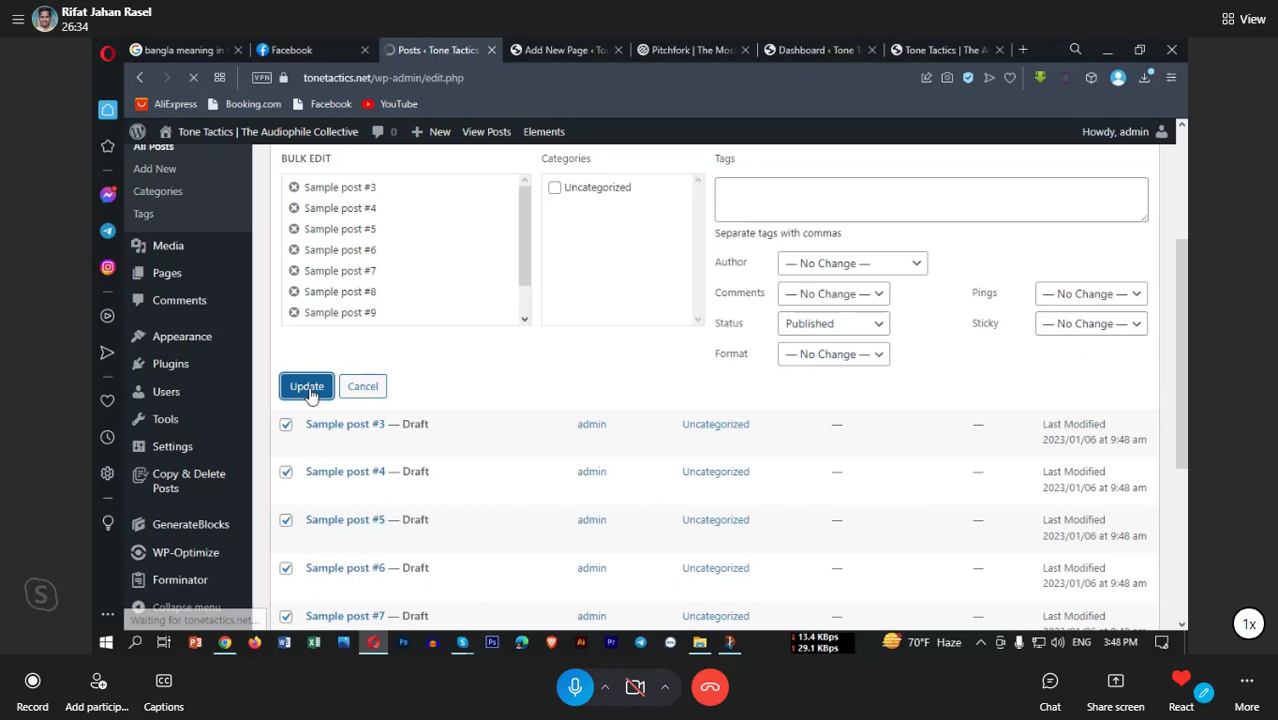 Rifat Jahan Rasel
26:34
View
bangla meaning in
Facebook
Posts ‹ Tone Tactics
Add New Page ‹ To
Pitchfork | The Mos
Dashboard ‹ Tone T
Tone Tactics | The A
VPN
tonetactics.net/wp-admin/edit.php
AliExpress
Booking.com
Facebook
YouTube
Tone Tactics | The Audiophile Collective
0
New
View Posts
Elements
Howdy, admin
All Posts
Add New
Categories
Tags
Media
Pages
Comments
Appearance
Plugins
Users
Tools
Settings
Copy & Delete
Posts
GenerateBlocks
WP-Optimize
Forminator
Collapse menu
Waiting for tonetactics.net...
BULK EDIT
Sample post #3
Sample post #4
Sample post #5
Sample post #6
Sample post #7
Sample post #8
Sample post #9
Categories
Uncategorized
Tags
Separate tags with commas
Author — No Change —
Comments — No Change — Pings — No Change —
Status Published Sticky — No Change —
Format — No Change —
Update Cancel
Sample post #3 — Draft admin Uncategorized — — Last Modified
2023/01/06 at 9:48 am
Sample post #4 — Draft admin Uncategorized — — Last Modified
2023/01/06 at 9:48 am
Sample post #5 — Draft admin Uncategorized — — Last Modified
2023/01/06 at 9:48 am
Sample post #6 — Draft admin Uncategorized — — Last Modified
2023/01/06 at 9:48 am
Sample post #7 — Draft admin Uncategorized — — Last Modified
1x
13.4 KBps
29.1 KBps
70°F Haze
ENG
3:48 PM
Record
Add particip...
Captions
Chat
Share screen
React
More